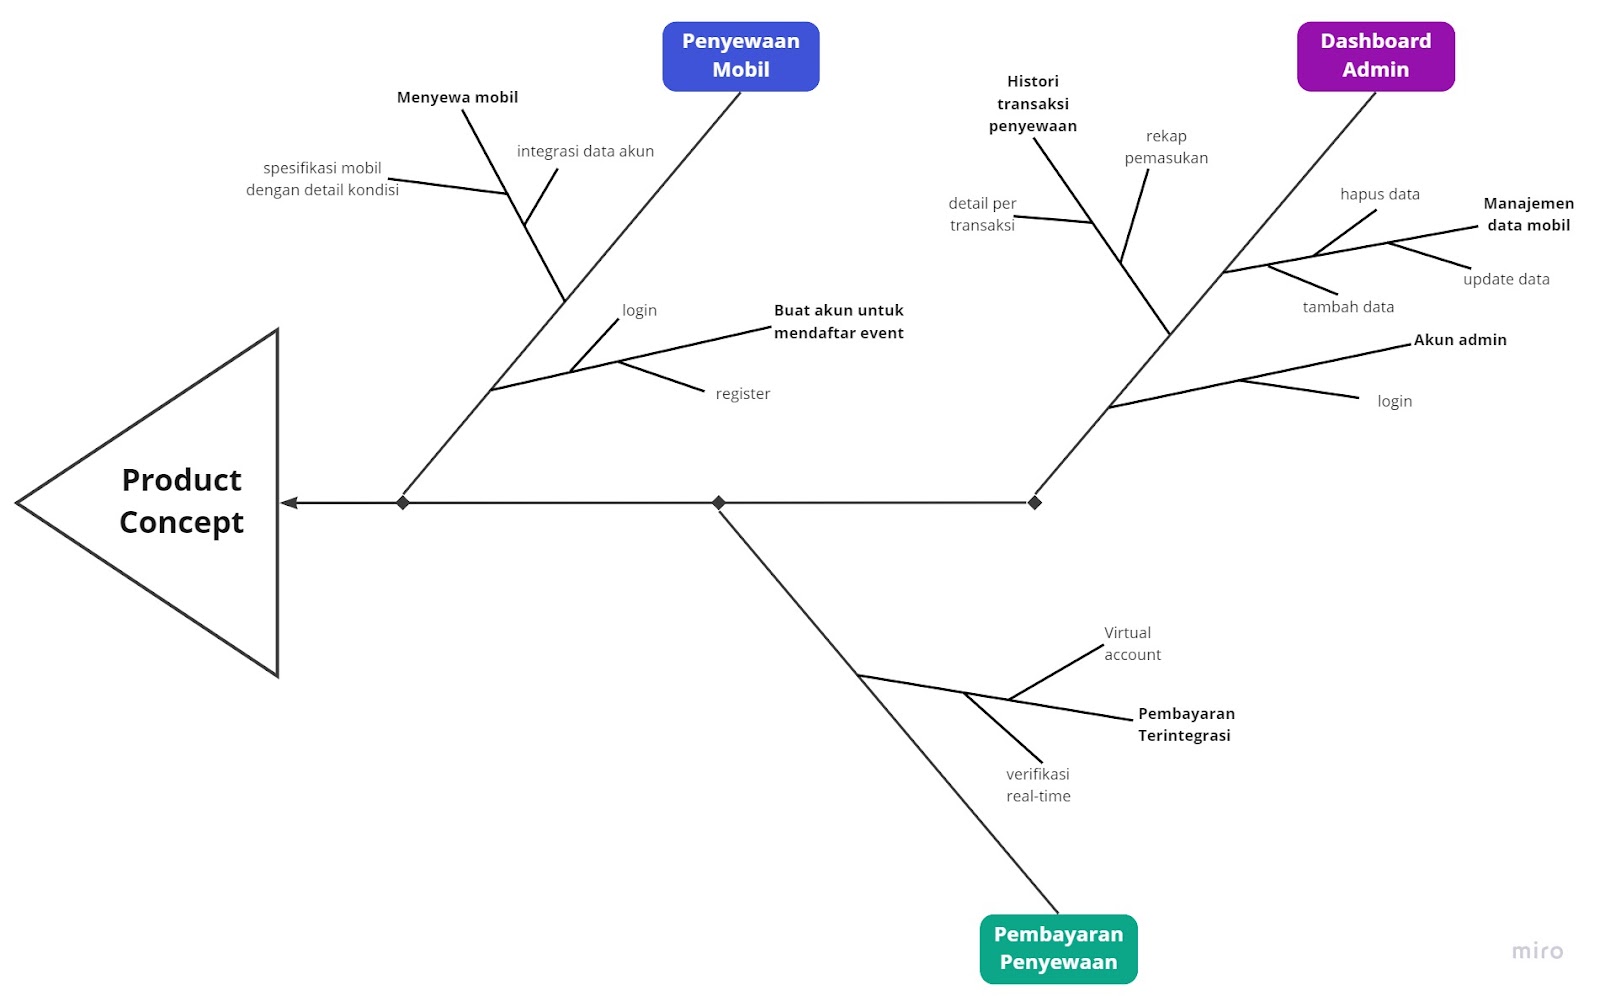 Penyewaan
Mobil
Dashboard
Admin
Menyewa mobil
integrasi data akun
spesifikasi mobil
dengan detail kondisi
Histori
transaksi
penyewaan
rekap
pemasukan
detail per
transaksi
hapus data
Manajemen
data mobil
update data
tambah data
login
Buat akun untuk
mendaftar event
register
Akun admin
login
Product
Concept
Virtual
account
Pembayaran
Terintegrasi
verifikasi
real-time
Pembayaran
Penyewaan
miro